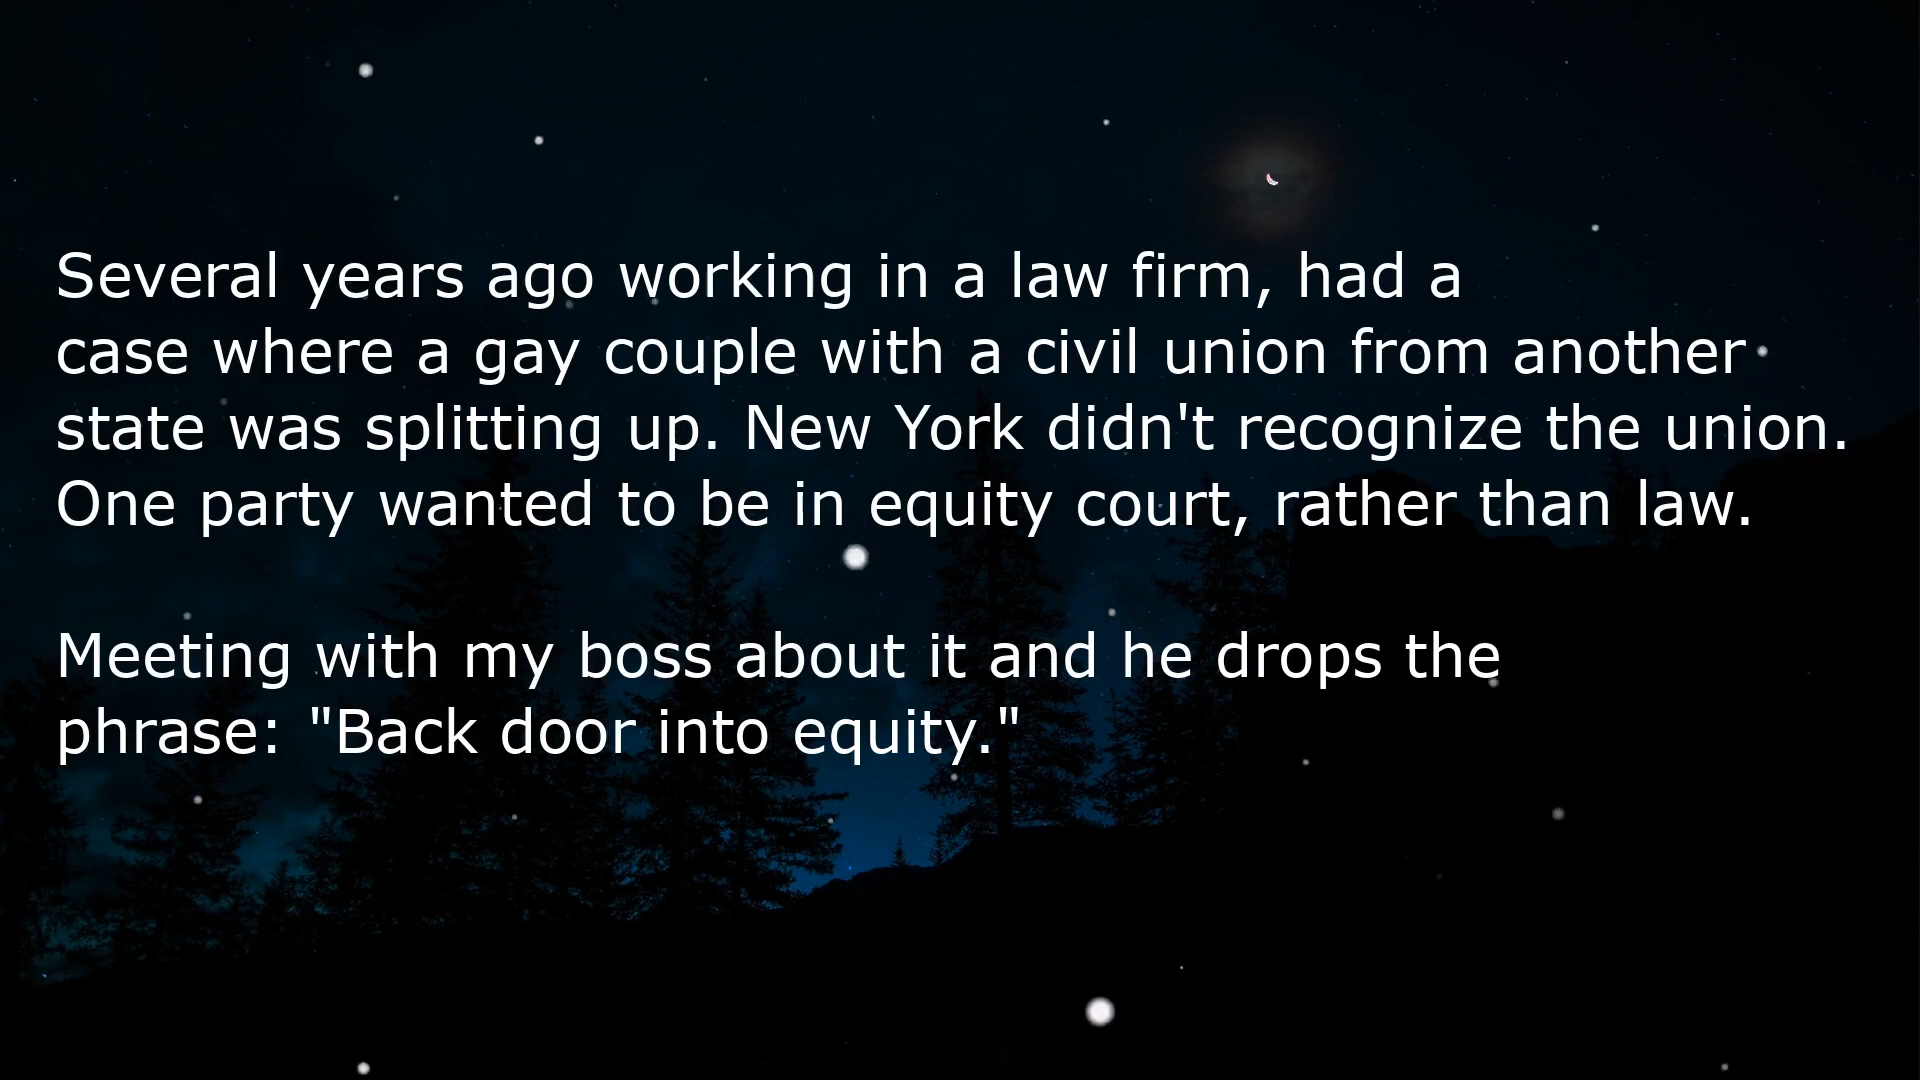 Several years ago working in a law firm, had a
case where a gay couple with a civil union from another
state was splitting up. New York didn't recognize the union.
One party wanted to be in equity court, rather than law.
Meeting with my boss about it and he drops the
phrase: "Back door into equity."